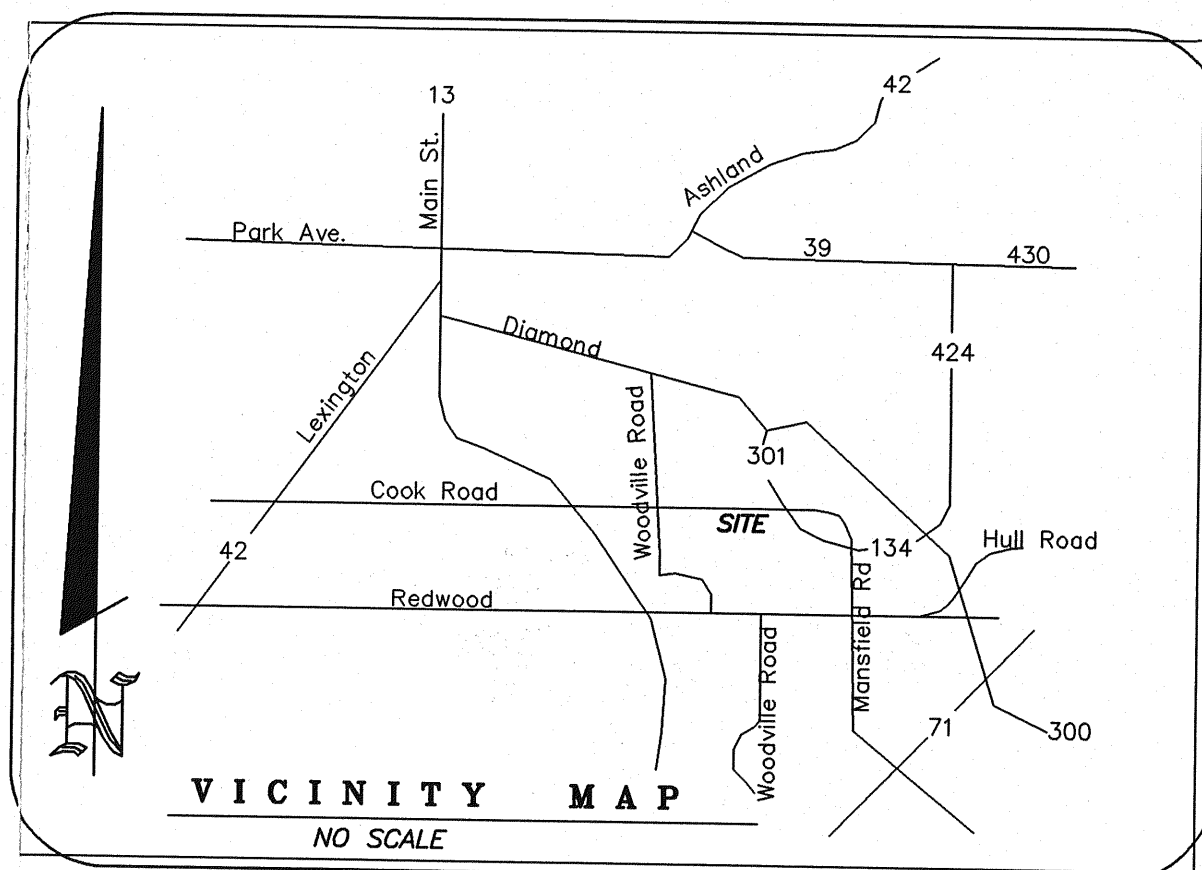 13
42
Main St.
Ashland
Park Ave.
39
430
Diamond
424
Lexington
Woodville Road
301
Cook Road
SITE
134
Hull Road
42
Mansfield Rd
Redwood
Woodville Road
71
300
N
VICINITY MAP
NO SCALE